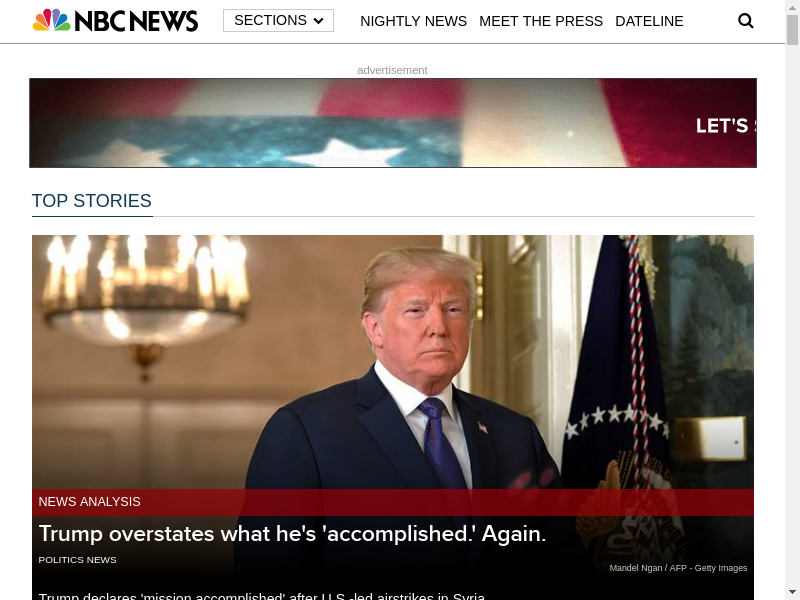 NBC NEWS
SECTIONS
NIGHTLY NEWS MEET THE PRESS DATELINE
advertisement
LET'S
TOP STORIES
NEWS ANALYSIS
Trump overstates what he's 'accomplished.' Again.
POLITICS NEWS
Mandel Ngan / AFP - Getty Images
Trump declares 'mission accomplished' after U.S.-led airstrikes in Syria